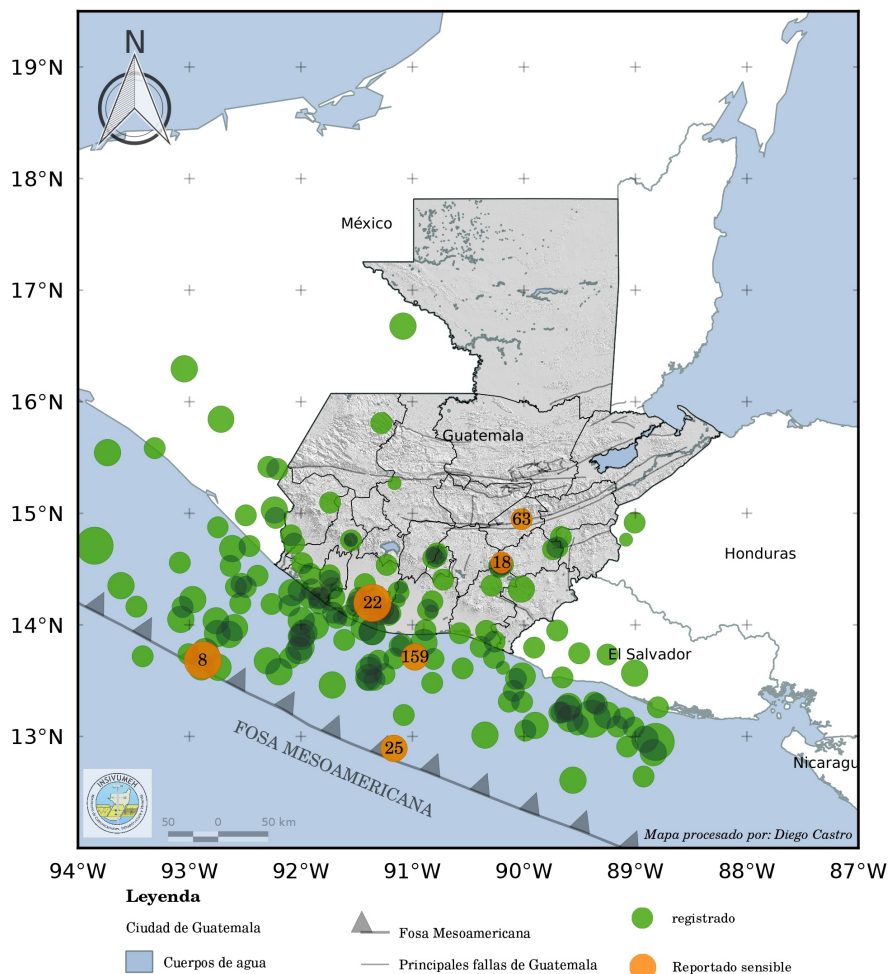 N
19°N
18°N
México
17°N
16°N
Guatemala
15°N
63
18
Honduras
22
14°N
8
159
El Salvador
13°N
25
FOSA MESOAMERICANA
Nicaragu
INSIVUMEH
50 0 50 km
Mapa procesado por: Diego Castro
94°W 93°W 92°W 91°W 90°W 89°W 88°W 87°W
Leyenda
Ciudad de Guatemala
Fosa Mesoamericana
registrado
Cuerpos de agua
Principales fallas de Guatemala
Reportado sensible